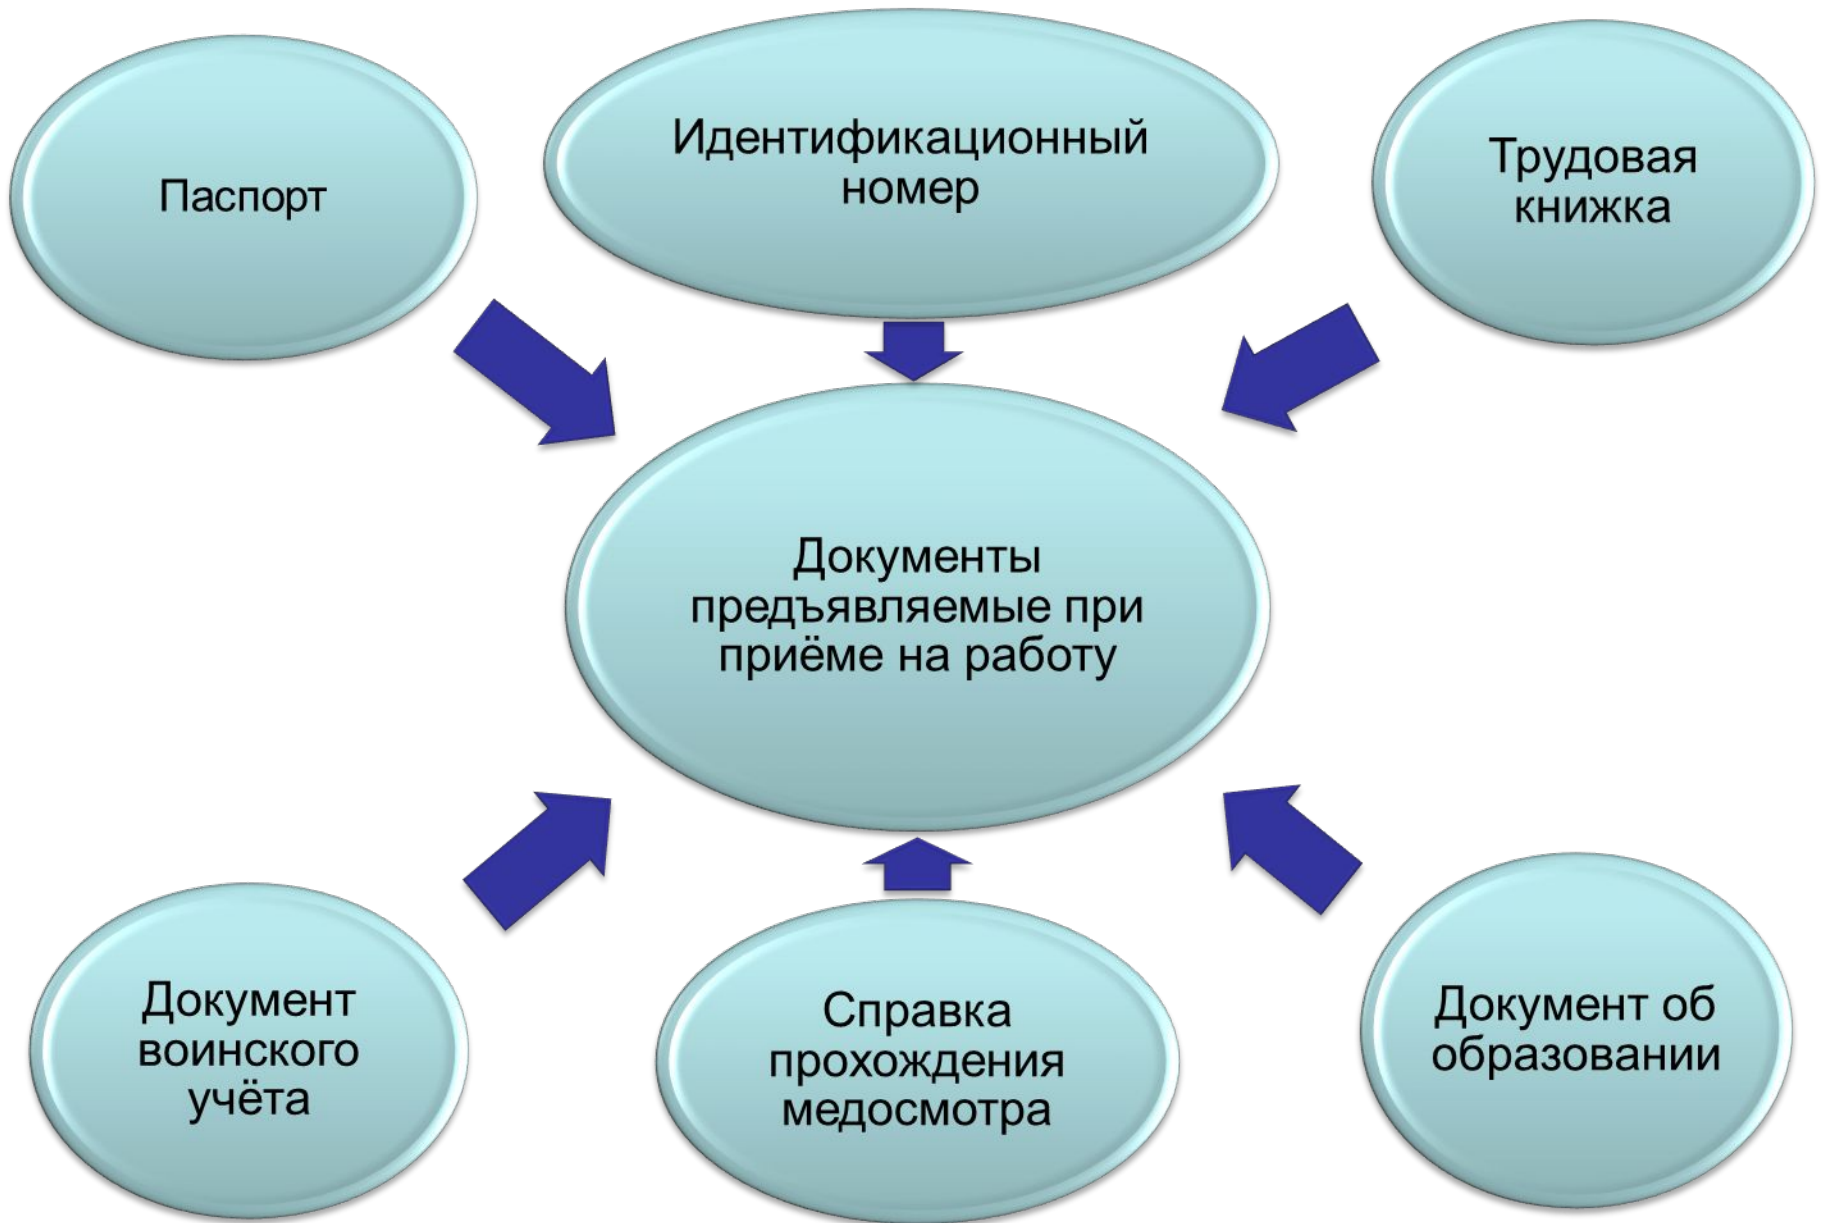 Паспорт
Идентификационный
номер
Трудовая
книжка
Документы
предъявляемые при
приёме на работу
Документ
воинского
учёта
Справка
прохождения
медосмотра
Документ об
образовании